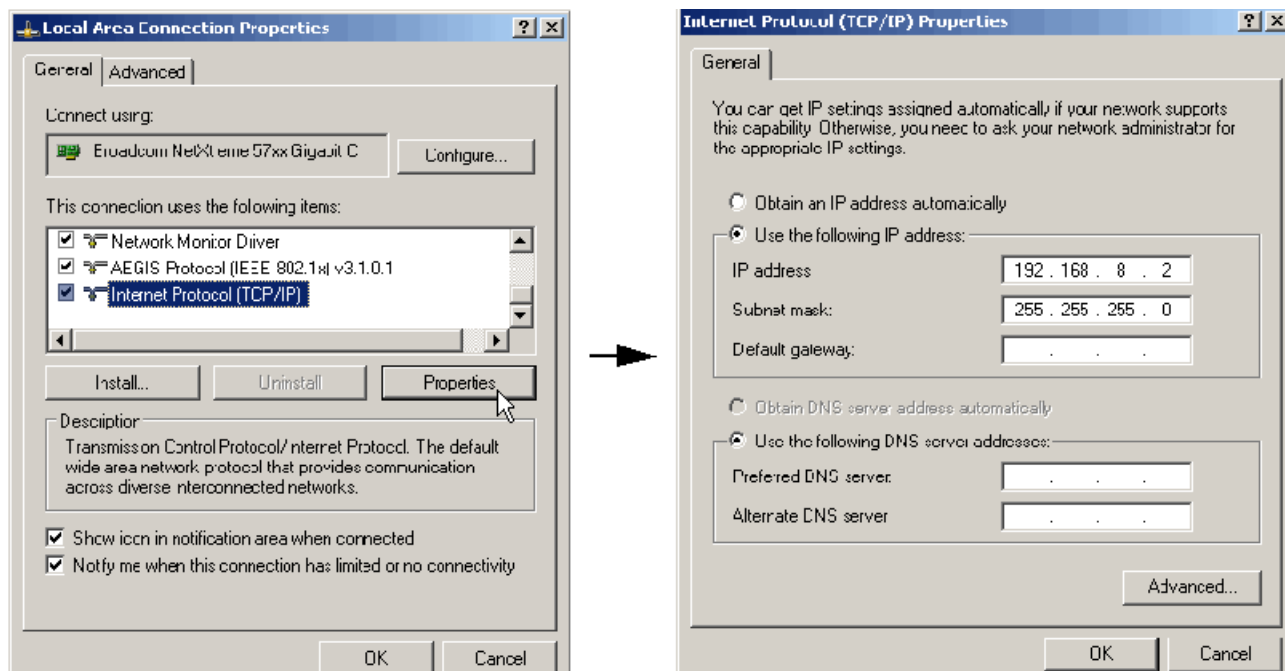 Local Area Connection Properties
General
Advanced
Connect using:
Broadcom NetXtreme 57xx Gigabit C
Configure...
This connection uses the following items:
Network Monitor Driver
AEGIS Protocol (IEEE 802.1x) v3.1.0.1
Internet Protocol (TCP/IP)
Install...
Uninstall
Properties
Description
Transmission Control Protocol/Internet Protocol. The default
wide area network protocol that provides communication
across diverse interconnected networks.
Show icon in notification area when connected
Notify me when this connection has limited or no connectivity
OK
Cancel
Internet Protocol (TCP/IP) Properties
General
You can get IP settings assigned automatically if your network supports
this capability. Otherwise, you need to ask your network administrator for
the appropriate IP settings.
Obtain an IP address automatically
Use the following IP address:
IP address
192 . 168 . 8 . 2
Subnet mask:
255 . 255 . 255 . 0
Default gateway:
. . .
Obtain DNS server address automatically
Use the following DNS server addresses:
Preferred DNS server:
. . .
Alternate DNS server
. . .
Advanced...
OK
Cancel